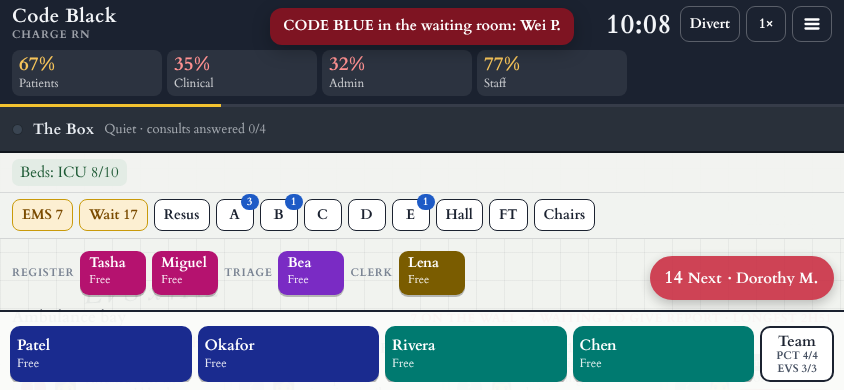 Code Black
CHARGE RN
CODE BLUE in the waiting room: Wei P.
10:08
Divert
1×
67%
Patients
35%
Clinical
32%
Admin
77%
Staff
The Box Quiet · consults answered 0/4
Beds: ICU 8/10
EMS 7
Wait 17
Resus
A 3
B 1
C
D
E 1
Hall
FT
Chairs
REGISTER
Tasha
Free
Miguel
Free
TRIAGE
Bea
Free
CLERK
Lena
Free
14 Next · Dorothy M.
Ambulance Bay
Patel
Free
Okafor
Free
Rivera
Free
Chen
Free
Team
PCT 4/4
EVS 3/3